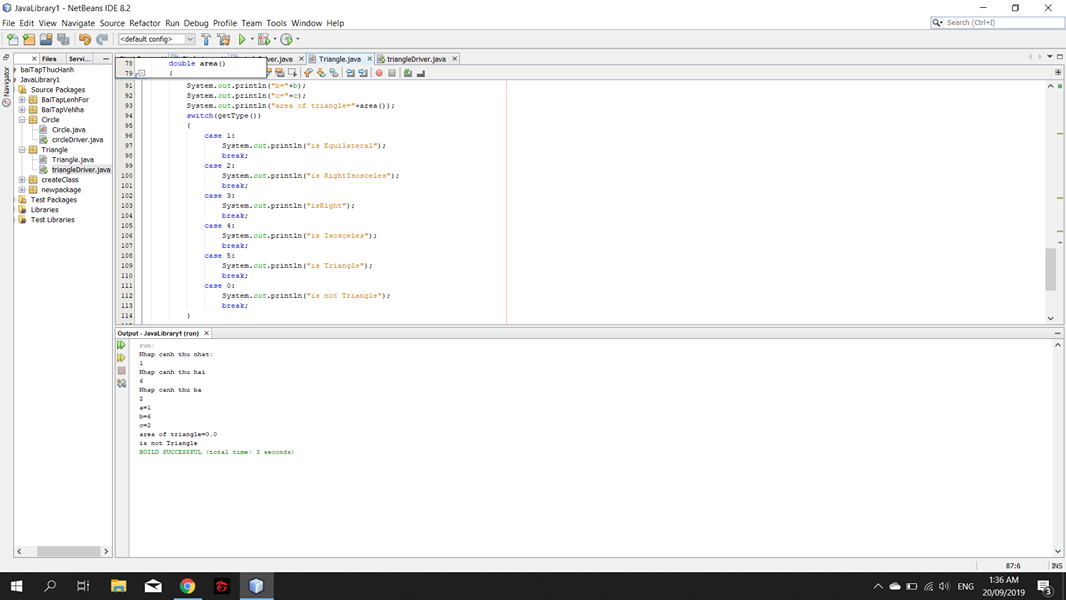 JavaLibrary1 - NetBeans IDE 8.2
File Edit View Navigate Source Refactor Run Debug Profile Team Tools Window Help
Search (Ctrl+I)
<default config>
Files Servi...
Driver.java Triangle.java triangleDriver.java
Navigator
baiTapThucHanh
JavaLibrary1
Source Packages
BaiTapLenhFor
BaiTapVeNha
Circle
Circle.java
circleDriver.java
Triangle
Triangle.java
triangleDriver.java
createClass
newpackage
Test Packages
Libraries
Test Libraries
78 double area()
79 {
91 System.out.println("b="+b);
92 System.out.println("c="+c);
93 System.out.println("area of triangle="+area());
94 switch(getType())
95 {
96 case 1:
97 System.out.println("is Equilateral");
98 break;
99 case 2:
100 System.out.println("is RightIsosceles");
101 break;
102 case 3:
103 System.out.println("isRight");
104 break;
105 case 4:
106 System.out.println("is Isosceles");
107 break;
108 case 5:
109 System.out.println("is Triangle");
110 break;
111 case 0:
112 System.out.println("is not Triangle");
113 break;
114 }
Output - JavaLibrary1 (run)
run:
Nhap canh thu nhat:
1
Nhap canh thu hai
6
Nhap canh thu ba
2
a=1
b=6
c=2
area of triangle=0.0
is not Triangle
BUILD SUCCESSFUL (total time: 3 seconds)
87:6 INS
ENG
1:36 AM
20/09/2019
3